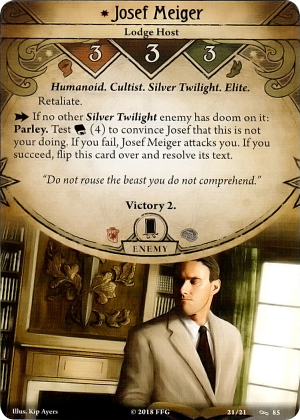 Josef Meiger
Lodge Host
3 3 3
Humanoid. Cultist. Silver Twilight. Elite.
Retaliate.
If no other Silver Twilight enemy has doom on it:
Parley. Test (4) to convince Josef that this is not
your doing. If you fail, Josef Meiger attacks you. If you
succeed, flip this card over and resolve its text.
“Do not rouse the beast you do not comprehend.”
Victory 2.
ENEMY
Illus. Kip Ayers © 2018 FFG 21/21 85